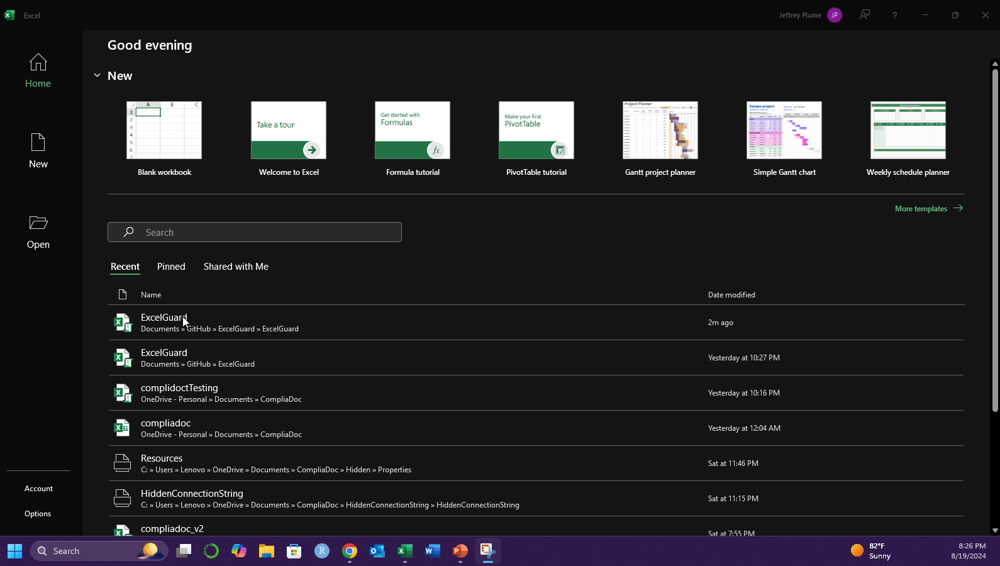 Excel
Jeffrey Plume JP ?
Good evening
Home
New
A B C
1
2
3
4
5
6
7
Take a tour
Get started with
Formulas
fx
Make your first
PivotTable
Project Planner
Europa project
Blank workbook
Welcome to Excel
Formula tutorial
PivotTable tutorial
Gantt project planner
Simple Gantt chart
Weekly schedule planner
New
More templates
Search
Open
Recent Pinned Shared with Me
Name Date modified
ExcelGuard
Documents » GitHub » ExcelGuard » ExcelGuard
2m ago
ExcelGuard
Documents » GitHub » ExcelGuard
Yesterday at 10:27 PM
complidoctTesting
OneDrive - Personal » Documents » CompliaDoc
Yesterday at 10:16 PM
compliadoc
OneDrive - Personal » Documents » CompliaDoc
Yesterday at 12:04 AM
Resources
C: » Users » Lenovo » OneDrive » Documents » CompliaDoc » Hidden » Properties
Sat at 11:46 PM
HiddenConnectionString
C: » Users » Lenovo » OneDrive » Documents » CompliaDoc » HiddenConnectionString » HiddenConnectionString
Sat at 11:15 PM
compliadoc_v2
Sat at 7:55 PM
Account
Options
Search
82°F
Sunny
8:26 PM
8/19/2024